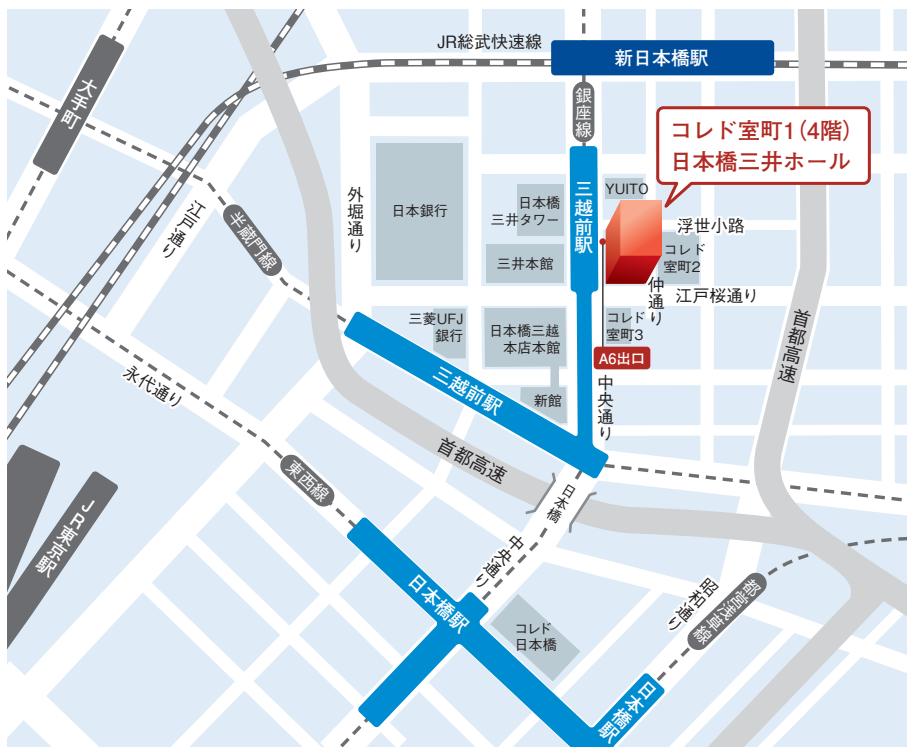 JR総武快速線
新日本橋駅
大手町
銀座線
コレド室町1(4階)
日本橋三井ホール
三越前駅
YUITO
日本橋
三井タワー
日本銀行
外堀通り
江戸通り
半蔵門線
浮世小路
コレド
室町2
三井本館
仲通り
江戸桜通り
三菱UFJ
銀行
日本橋三越
本店本館
コレド
室町3
首都高速
A6出口
三越前駅
永代通り
新館
中央通り
首都高速
東西線
日本橋
JR東京駅
中央通り
日本橋駅
コレド
日本橋
昭和通り
都営浅草線
日本橋駅